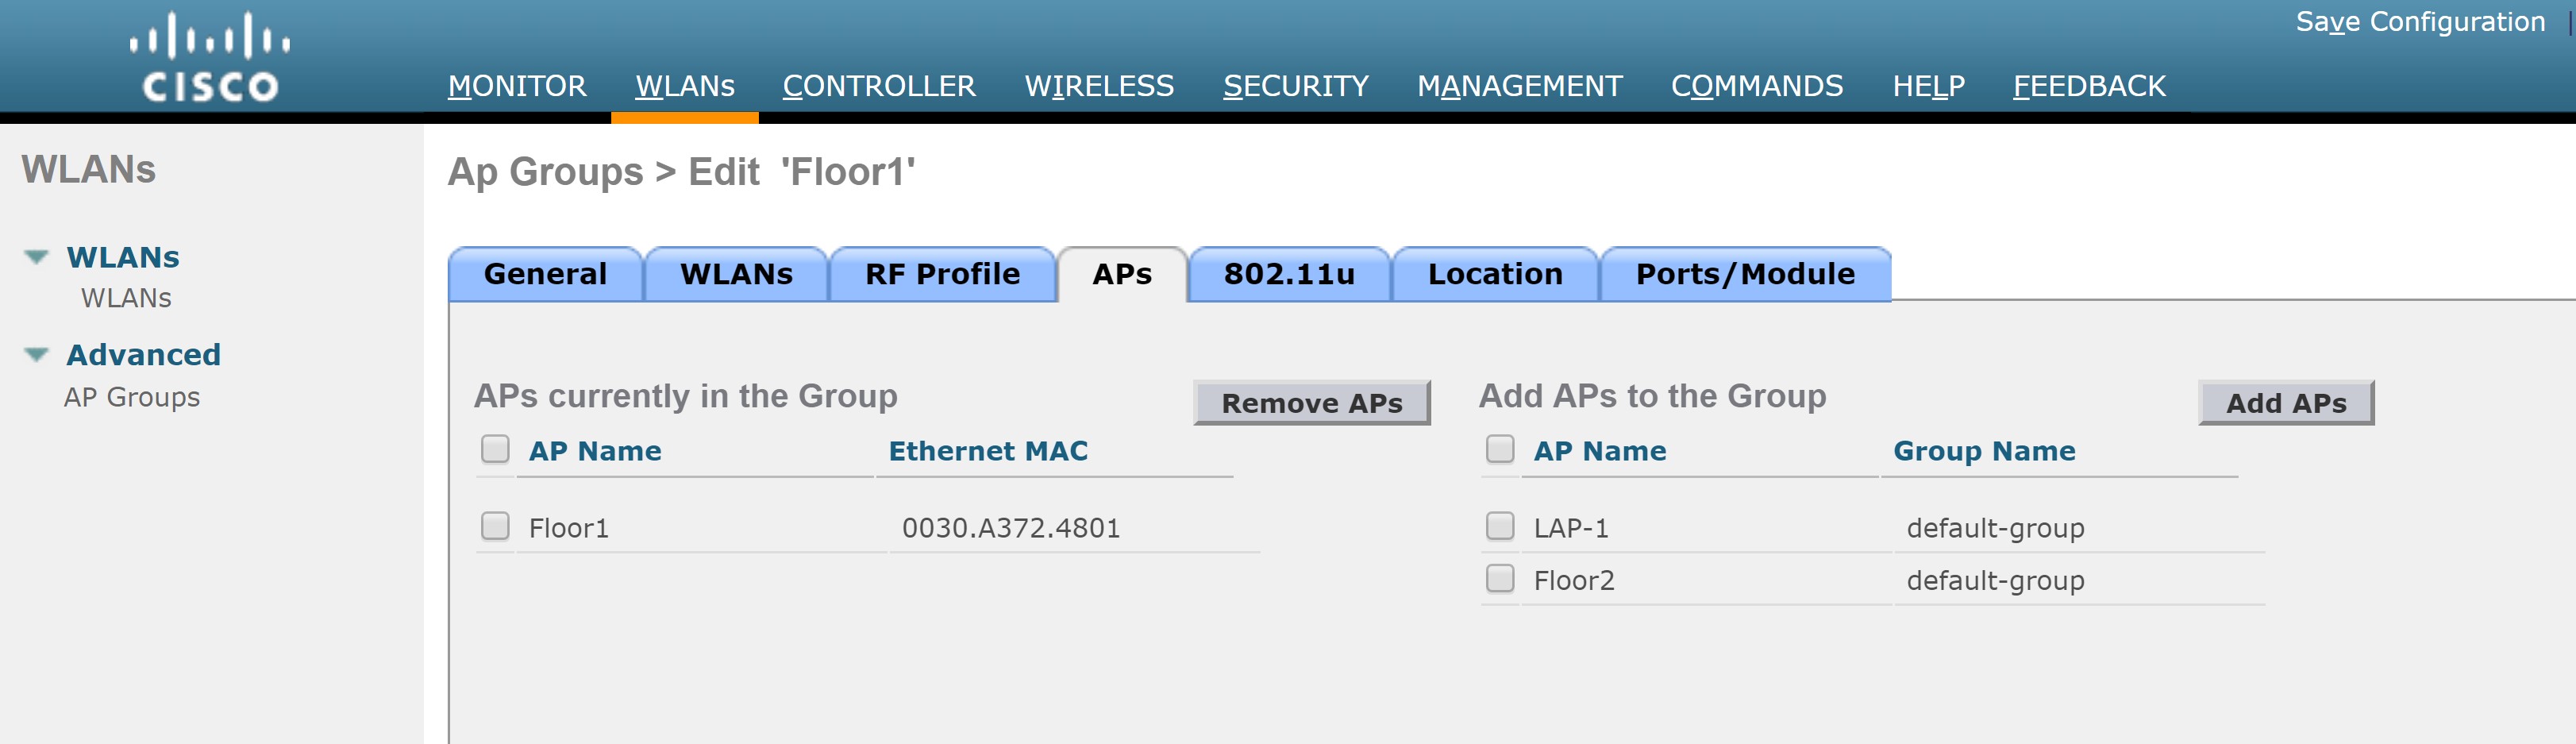 Save Configuration |
CISCO
MONITOR WLANs CONTROLLER WIRELESS SECURITY MANAGEMENT COMMANDS HELP FEEDBACK
WLANs
WLANs
WLANs
Advanced
AP Groups
Ap Groups > Edit 'Floor1'
General WLANs RF Profile APs 802.11u Location Ports/Module
APs currently in the Group Remove APs
AP Name Ethernet MAC
Floor1 0030.A372.4801
Add APs to the Group Add APs
AP Name Group Name
LAP-1 default-group
Floor2 default-group